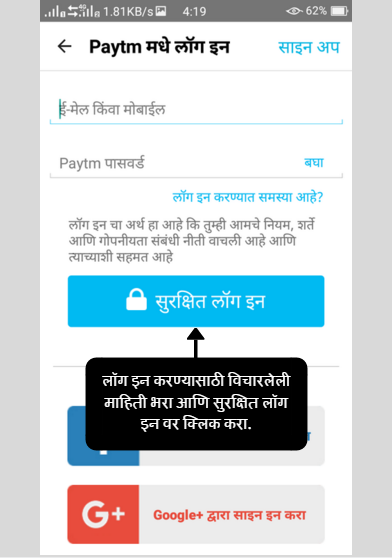 1.81KB/s 4:19 62%
Paytm मधे लॉग इन साइन अप
ई-मेल किंवा मोबाईल
Paytm पासवर्ड बघा
लॉग इन करण्यात समस्या आहे?
लॉग इन चा अर्थ हा आहे कि तुम्ही आमचे नियम, शर्ते
आणि गोपनीयता संबंधी नीती वाचली आहे आणि
त्याच्याशी सहमत आहे
सुरक्षित लॉग इन
लॉग इन करण्यासाठी विचारलेली
माहिती भरा आणि सुरक्षित लॉग
इन वर क्लिक करा.
G+ Google+ द्वारा साइन इन करा